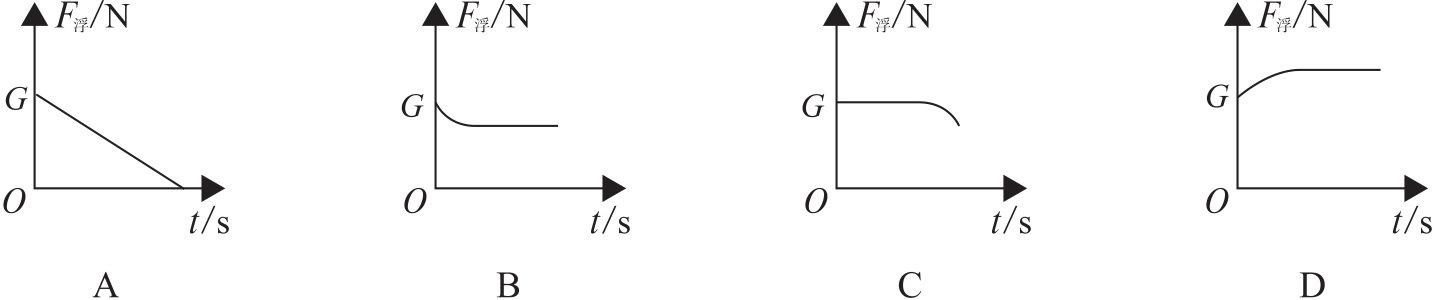 F浮/N F浮/N F浮/N F浮/N
G G G G
O O O O
t/s t/s t/s t/s
A B C D